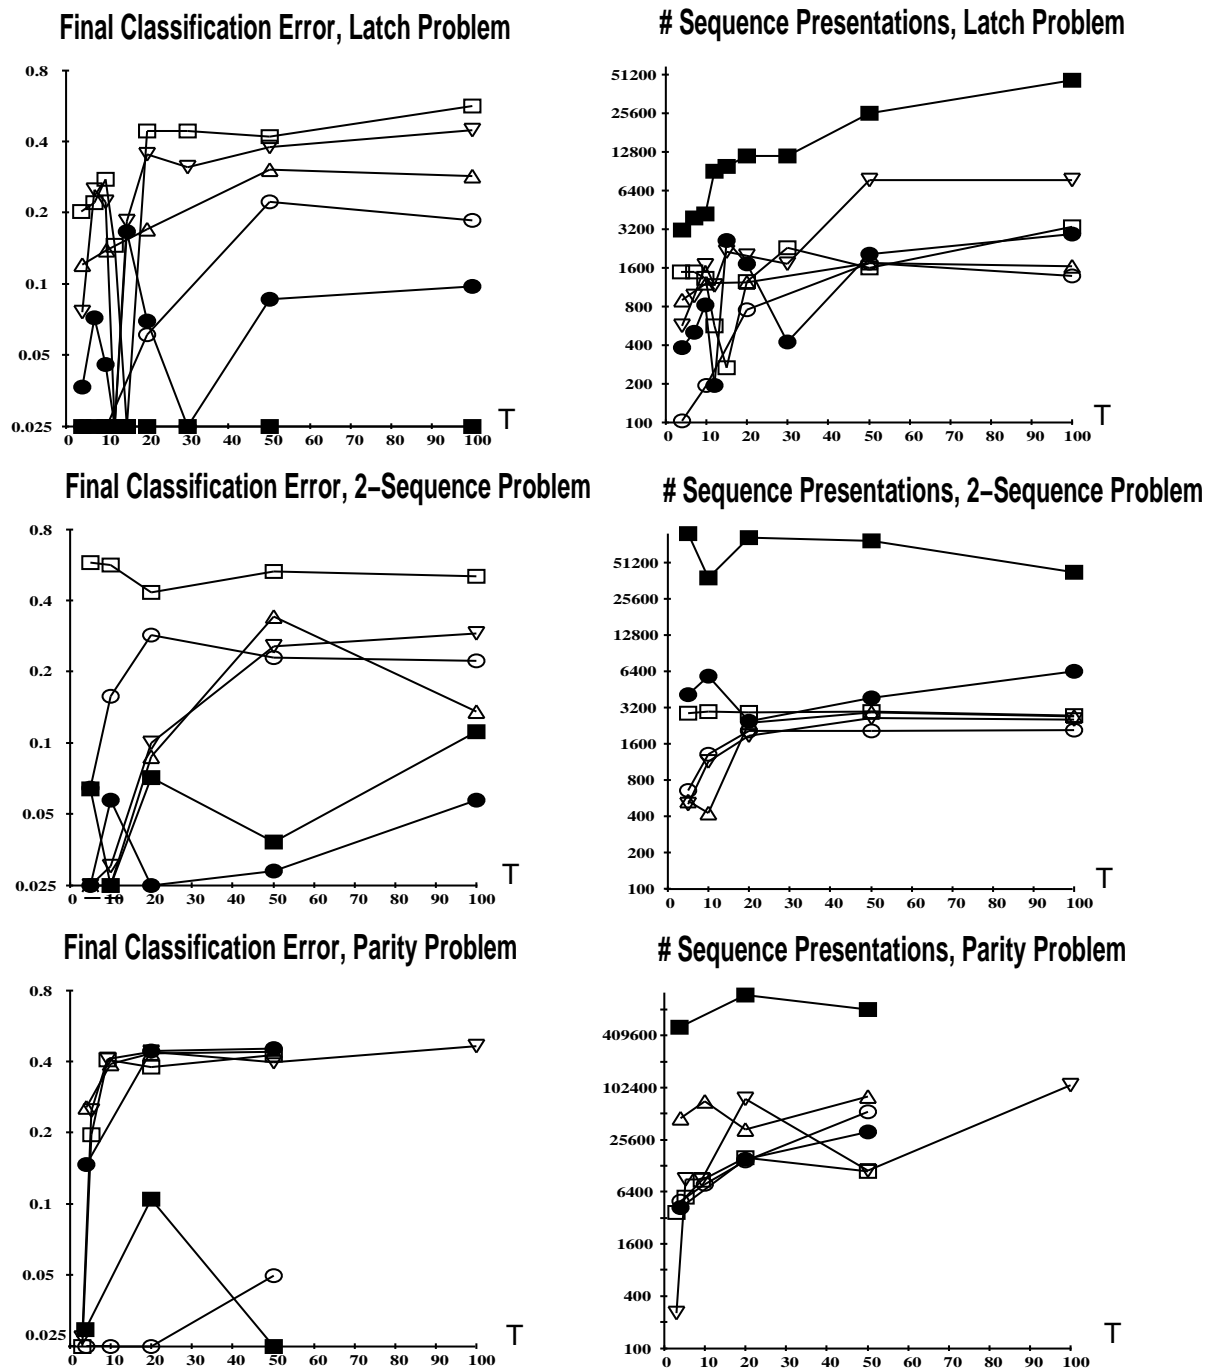 Final Classification Error, Latch Problem
0.8
0.4
0.2
0.1
0.05
0.025
0 10 20 30 40 50 60 70 80 90 100
T
# Sequence Presentations, Latch Problem
51200
25600
12800
6400
3200
1600
800
400
200
100
0 10 20 30 40 50 60 70 80 90 100
T
Final Classification Error, 2−Sequence Problem
0.8
0.4
0.2
0.1
0.05
0.025
0 10 20 30 40 50 60 70 80 90 100
T
# Sequence Presentations, 2−Sequence Problem
51200
25600
12800
6400
3200
1600
800
400
200
100
0 10 20 30 40 50 60 70 80 90 100
T
Final Classification Error, Parity Problem
0.8
0.4
0.2
0.1
0.05
0.025
0 10 20 30 40 50 60 70 80 90 100
T
# Sequence Presentations, Parity Problem
409600
102400
25600
6400
1600
400
100
0 10 20 30 40 50 60 70 80 90 100
T